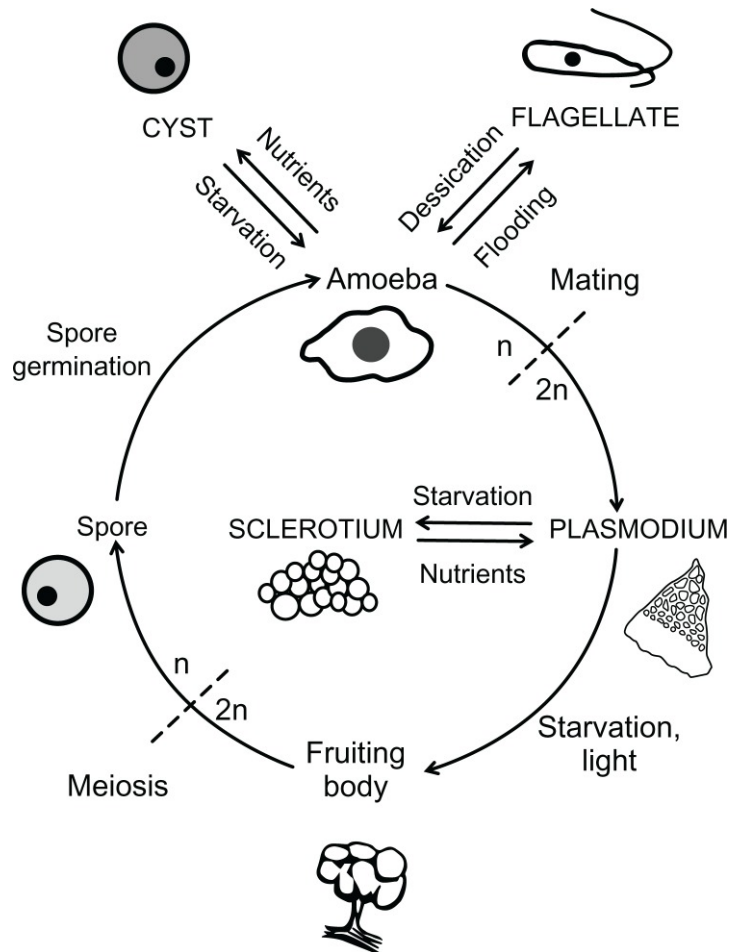 CYST
FLAGELLATE
Nutrients
Starvation
Dessication
Flooding
Amoeba
Mating
Spore
germination
n
2n
Starvation
Spore
SCLEROTIUM
PLASMODIUM
Nutrients
n
2n
Starvation,
light
Fruiting
body
Meiosis